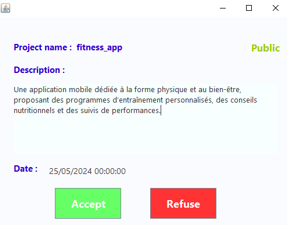 Project name : fitness_app
Public
Description :
Une application mobile dédiée à la forme physique et au bien-être,
proposant des programmes d'entraînement personnalisés, des conseils
nutritionnels et des suivis de performances.
Date :
25/05/2024 00:00:00
Accept
Refuse